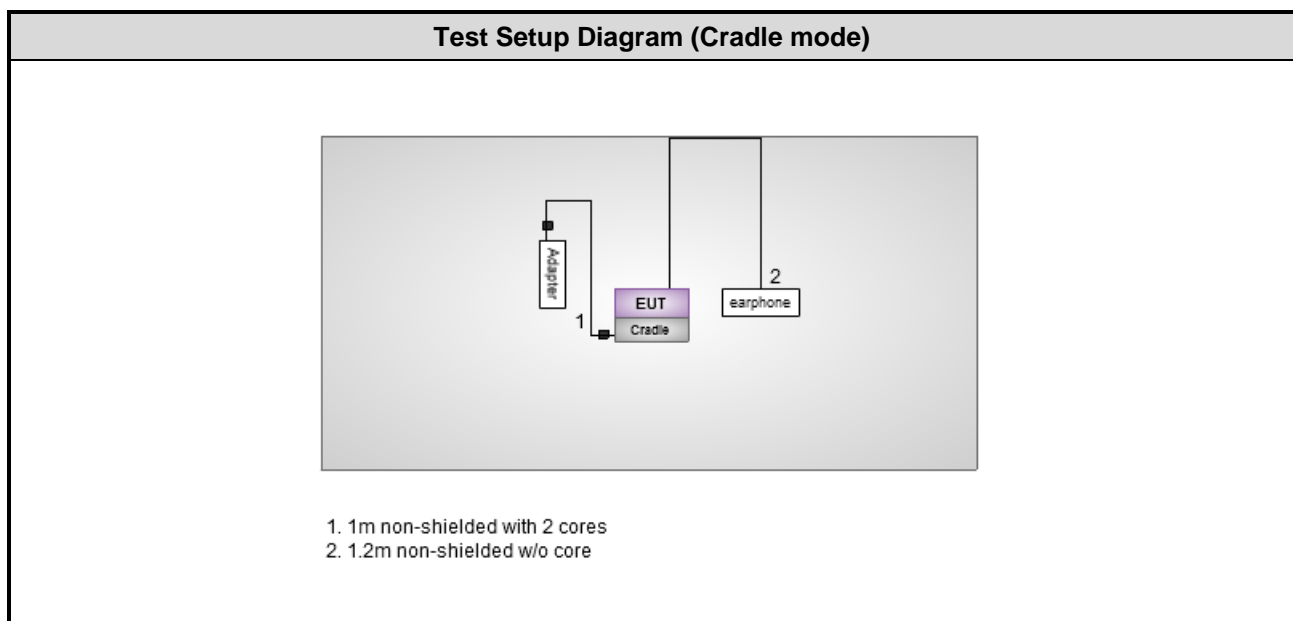 Test Setup Diagram (Cradle mode)
Adapter
2
EUT
earphone
1
Cradle
1. 1m non-shielded with 2 cores
2. 1.2m non-shielded w/o core